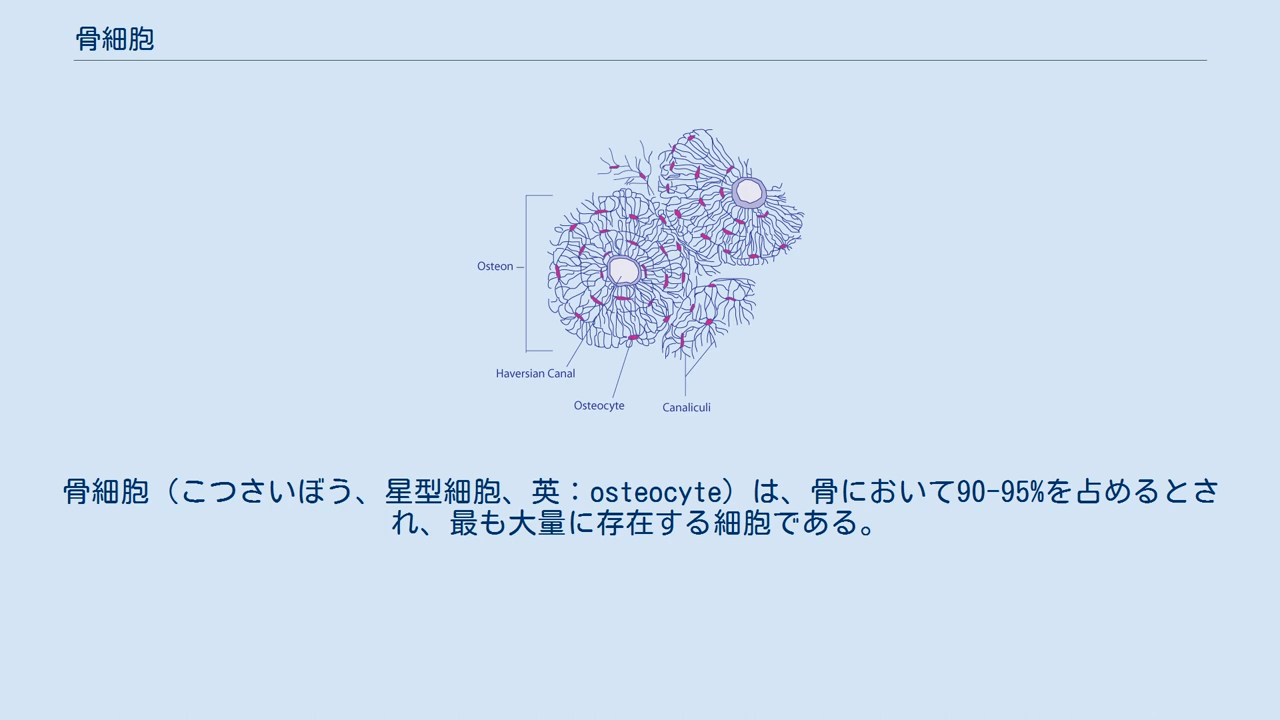 骨細胞
Osteon
Haversian Canal
Osteocyte
Canaliculi
骨細胞（こつさいぼう、星型細胞、英：osteocyte）は、骨において90-95%を占めるとさ
れ、最も大量に存在する細胞である。